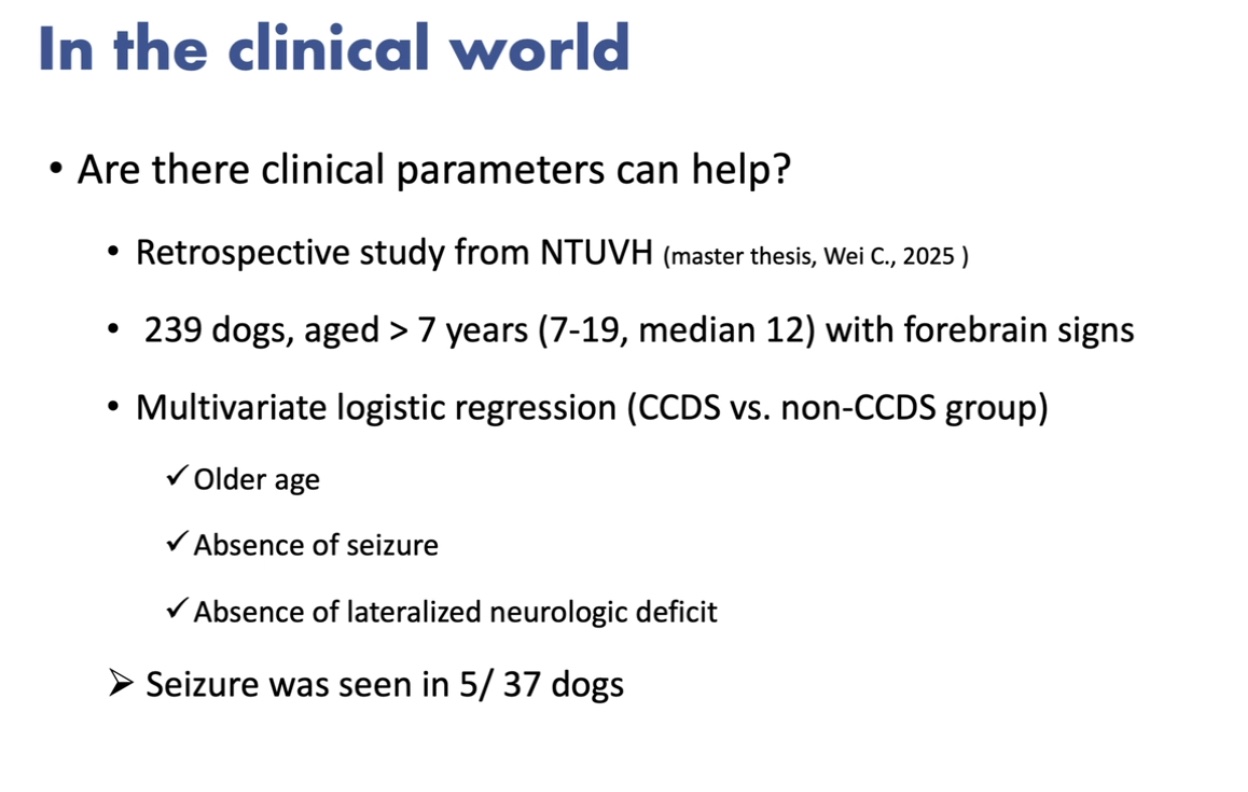 In the clinical world
• Are there clinical parameters can help?
• Retrospective study from NTUVH (master thesis, Wei C., 2025 )
• 239 dogs, aged > 7 years (7-19, median 12) with forebrain signs
• Multivariate logistic regression (CCDS vs. non-CCDS group)
✓ Older age
✓ Absence of seizure
✓ Absence of lateralized neurologic deficit
➢ Seizure was seen in 5/ 37 dogs